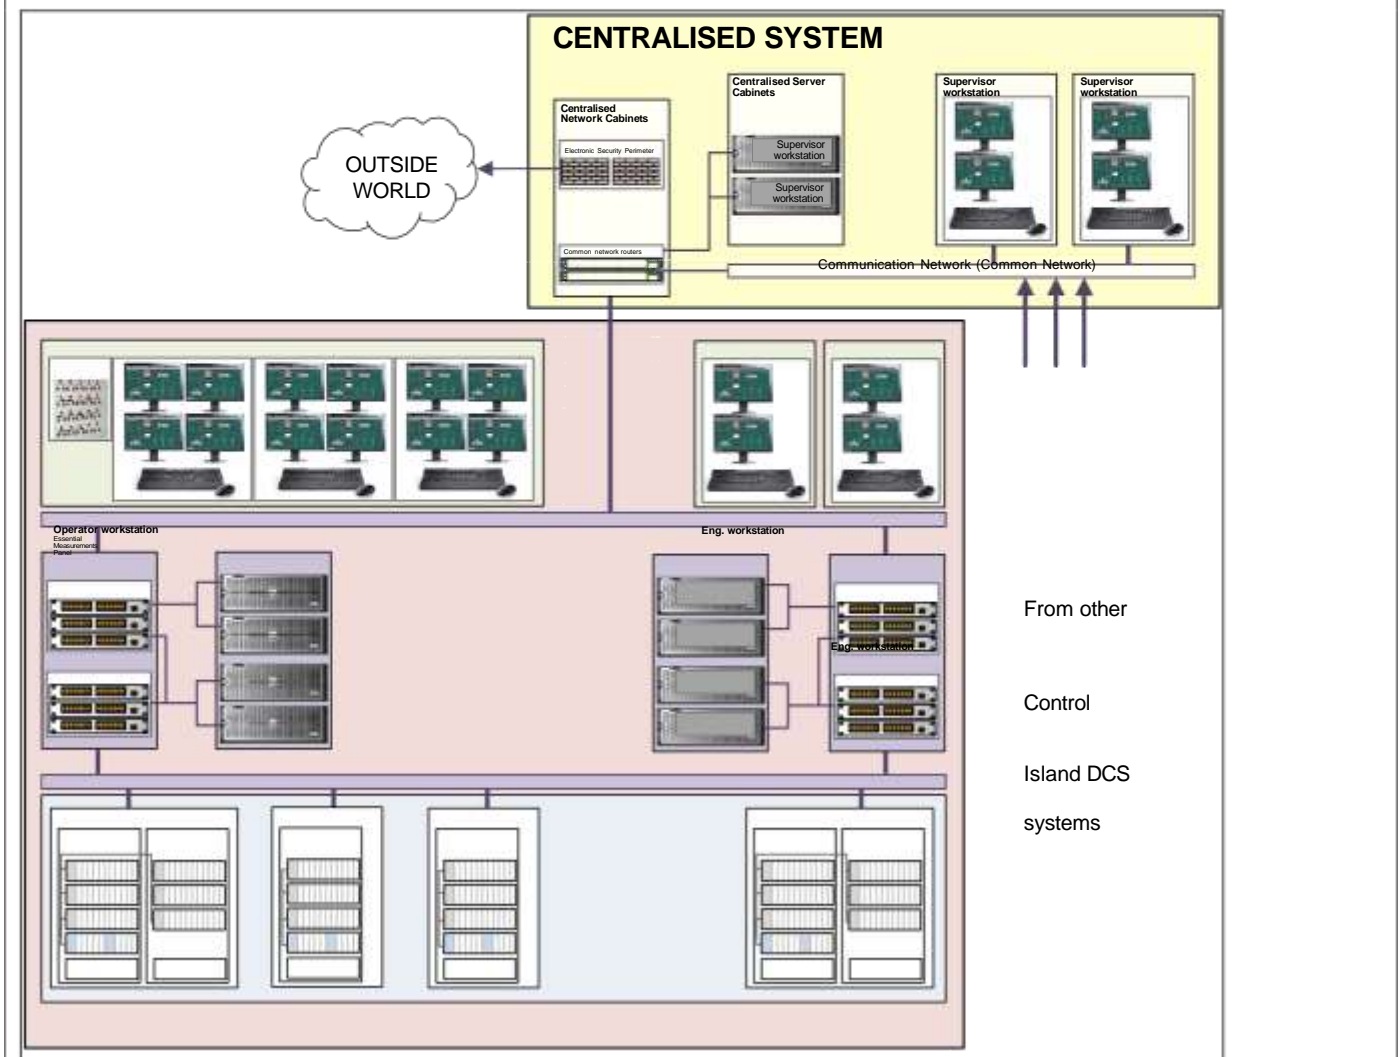 CENTRALISED SYSTEM
Centralised Server
Cabinets
Supervisor
workstation
Supervisor
workstation
Centralised
Network Cabinets
Electronic Security Perimeter
Supervisor
workstation
Supervisor
workstation
OUTSIDE
WORLD
Common network routers
Communication Network (Common Network)
Operator workstation
Essential
Measurements
Panel
Eng. workstation
Eng. workstation
From other
Control
Island DCS
systems